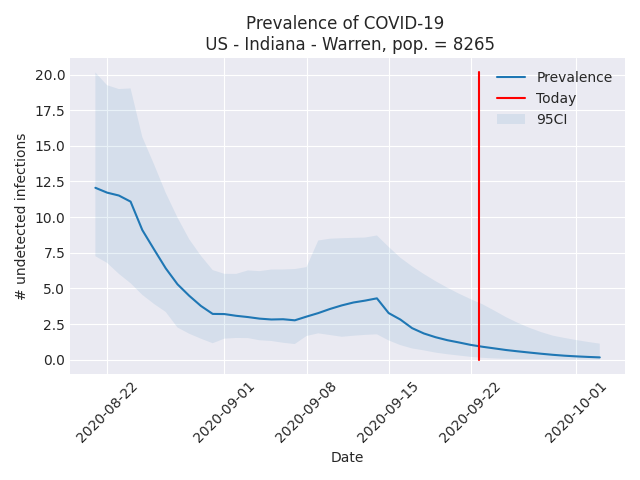 Prevalence of COVID-19
US - Indiana - Warren, pop. = 8265
Prevalence
Today
95CI
# undetected infections
20.0
17.5
15.0
12.5
10.0
7.5
5.0
2.5
0.0
2020-08-22
2020-09-01
2020-09-08
2020-09-15
2020-09-22
2020-10-01
Date